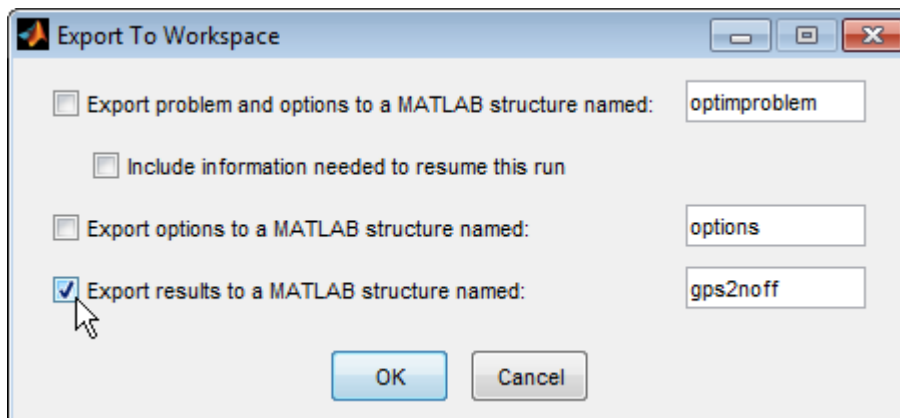 Export To Workspace
Export problem and options to a MATLAB structure named: optimproblem
Include information needed to resume this run
Export options to a MATLAB structure named: options
Export results to a MATLAB structure named: gps2noff
OK Cancel